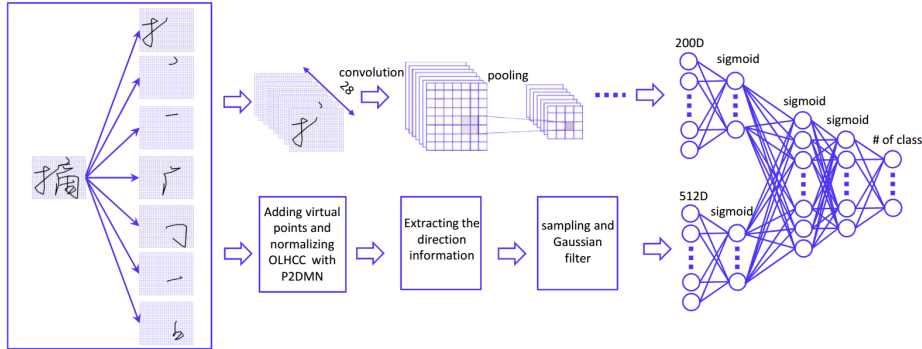 摘
convolution
28
pooling
200D
sigmoid
sigmoid
sigmoid
# of class
Adding virtual
points and
normalizing
OLHCC with
P2DMN
Extracting the
direction
information
sampling and
Gaussian
filter
512D
sigmoid